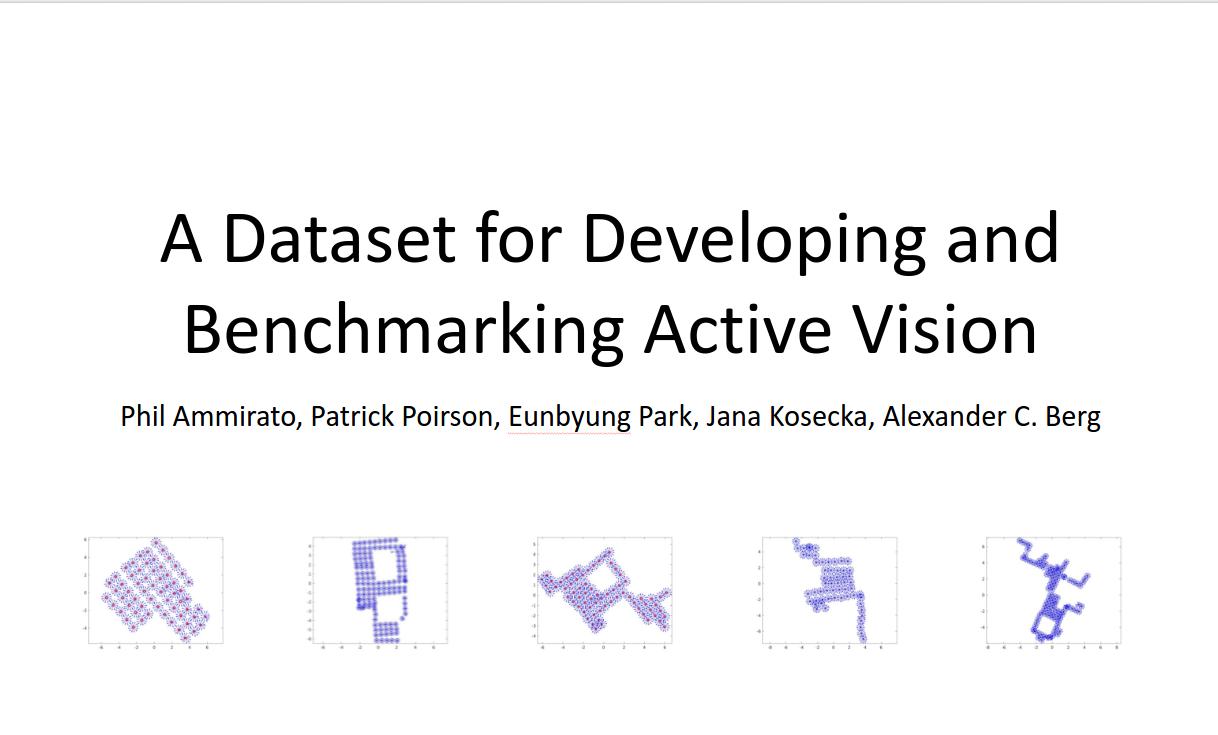 A Dataset for Developing and
Benchmarking Active Vision
Phil Ammirato, Patrick Poirson, Eunbyung Park, Jana Kosecka, Alexander C. Berg